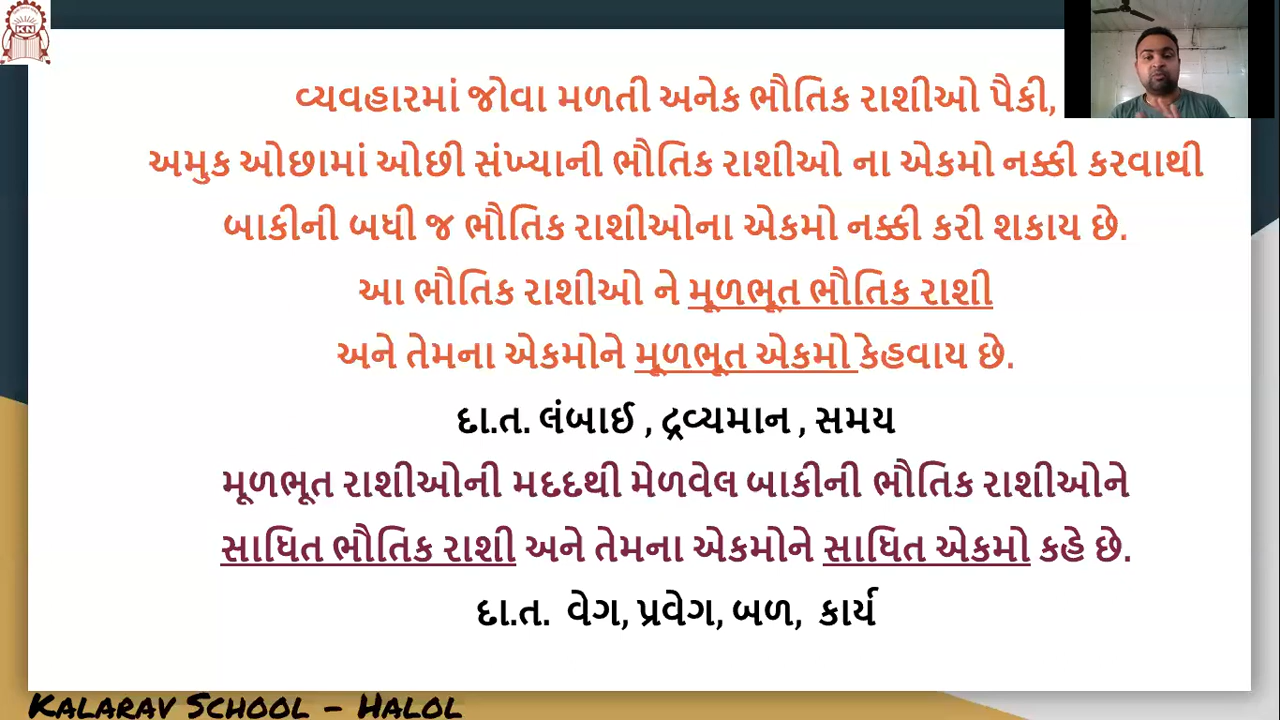 KN
વ્યવહારમાં જોવા મળતી અનેક ભૌતિક રાશીઓ પૈકી,
અમુક ઓછામાં ઓછી સંખ્યાની ભૌતિક રાશીઓ ના એકમો નક્કી કરવાથી
બાકીની બધી જ ભૌતિક રાશીઓના એકમો નક્કી કરી શકાય છે.
આ ભૌતિક રાશીઓ ને મૂળભૂત ભૌતિક રાશી
અને તેમના એકમોને મૂળભૂત એકમો કેહવાય છે.
દા.ત. લંબાઈ , દ્રવ્યમાન , સમય
મૂળભૂત રાશીઓની મદદથી મેળવેલ બાકીની ભૌતિક રાશીઓને
સાધિત ભૌતિક રાશી અને તેમના એકમોને સાધિત એકમો કહે છે.
દા.ત. વેગ, પ્રવેગ, બળ, કાર્ય
KALARAV SCHOOL - HALOL